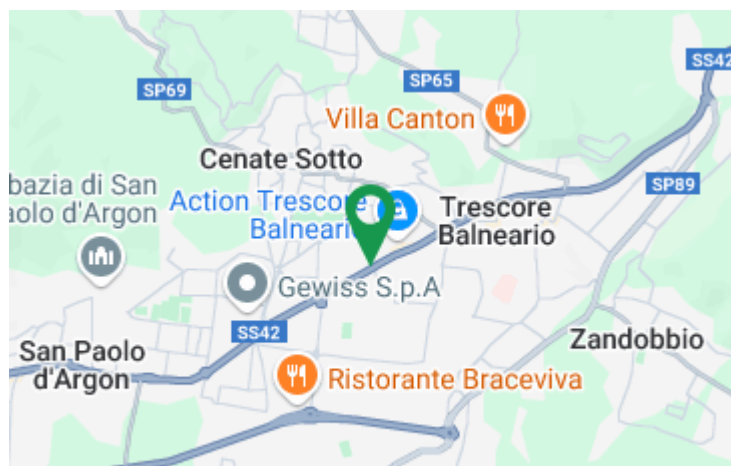 SS42
SP69
SP65
Villa Canton
Cenate Sotto
SP89
bazia di San
aolo d'Argon
Action Trescore
Balneario
Trescore
Balneario
Gewiss S.p.A
SS42
San Paolo
d'Argon
Zandobbio
Ristorante Braceviva